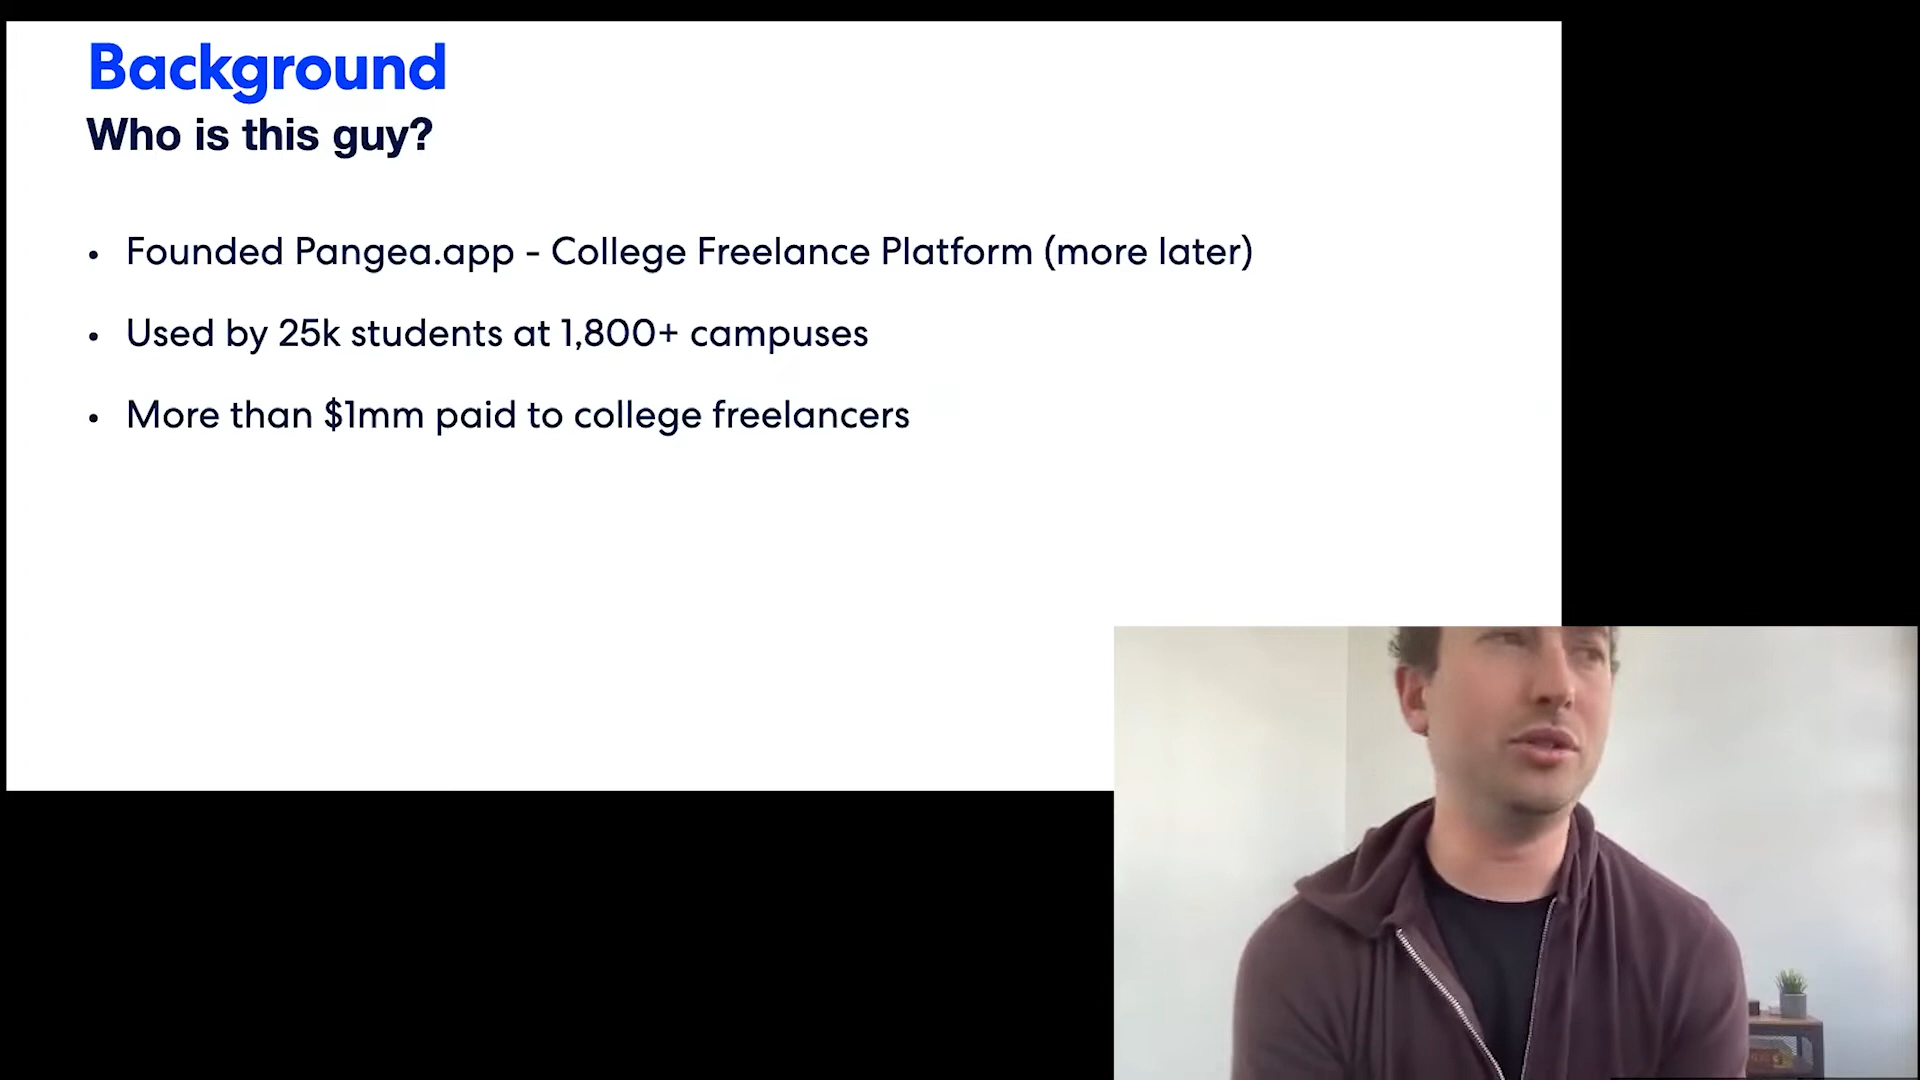 Background
Who is this guy?
• Founded Pangea.app - College Freelance Platform (more later)
• Used by 25k students at 1,800+ campuses
• More than $1mm paid to college freelancers